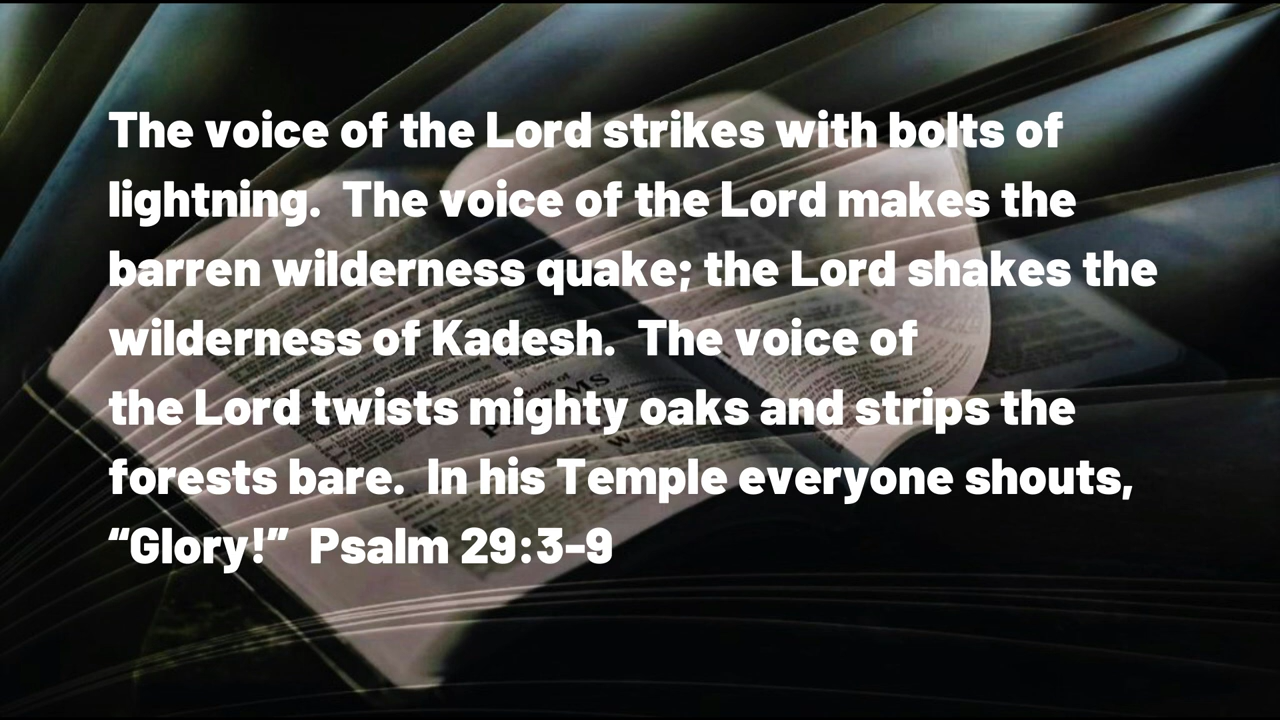 The voice of the Lord strikes with bolts of
lightning.  The voice of the Lord makes the
barren wilderness quake; the Lord shakes the
wilderness of Kadesh.  The voice of
the Lord twists mighty oaks and strips the
forests bare.  In his Temple everyone shouts,
“Glory!”  Psalm 29:3-9